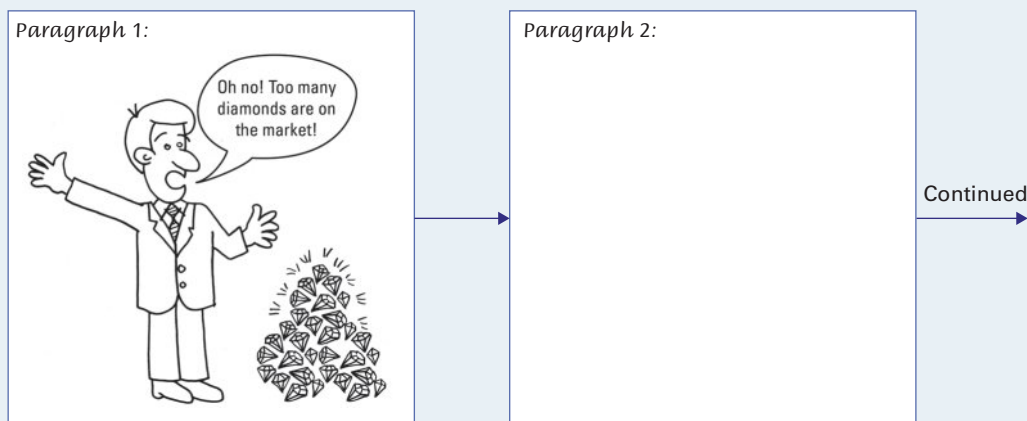 Paragraph 1:
Oh no! Too many
diamonds are on
the market!
Paragraph 2:
Continued